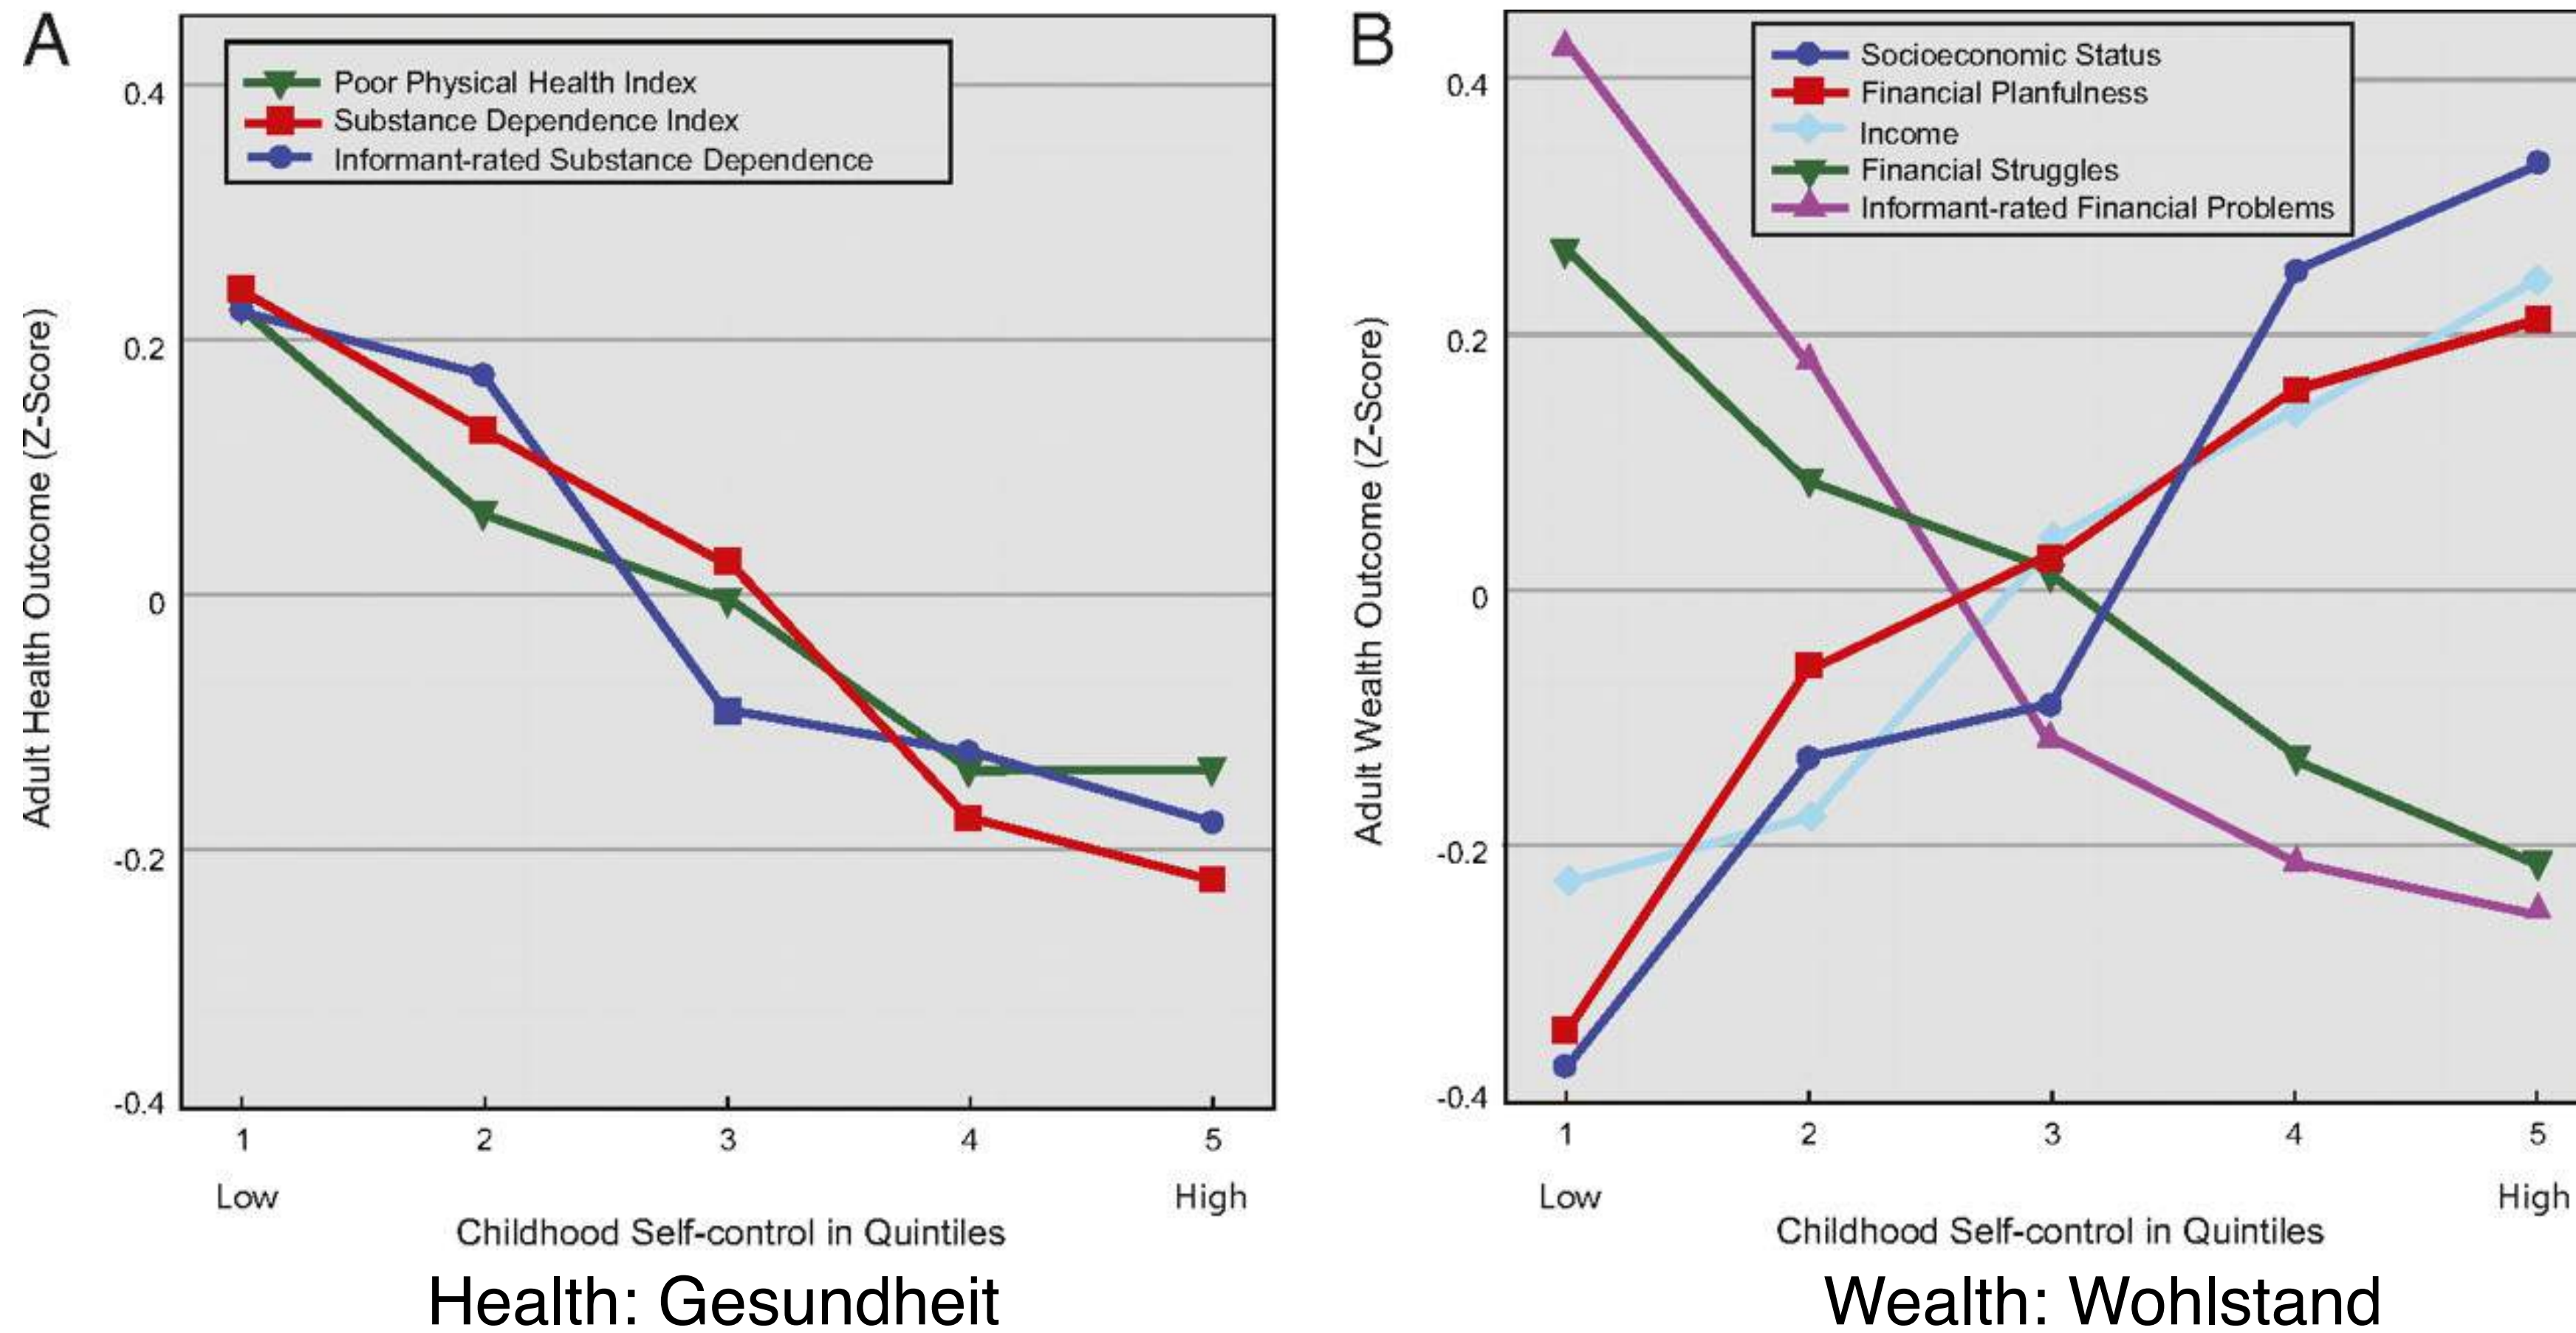 A
Poor Physical Health Index
Substance Dependence Index
Informant-rated Substance Dependence
Adult Health Outcome (Z-Score)
0.4
0.2
0
-0.2
-0.4
1 2 3 4 5
Low High
Childhood Self-control in Quintiles
Health: Gesundheit
B
Socioeconomic Status
Financial Planfulness
Income
Financial Struggles
Informant-rated Financial Problems
Adult Wealth Outcome (Z-Score)
0.4
0.2
0
-0.2
-0.4
1 2 3 4 5
Low High
Childhood Self-control in Quintiles
Wealth: Wohlstand